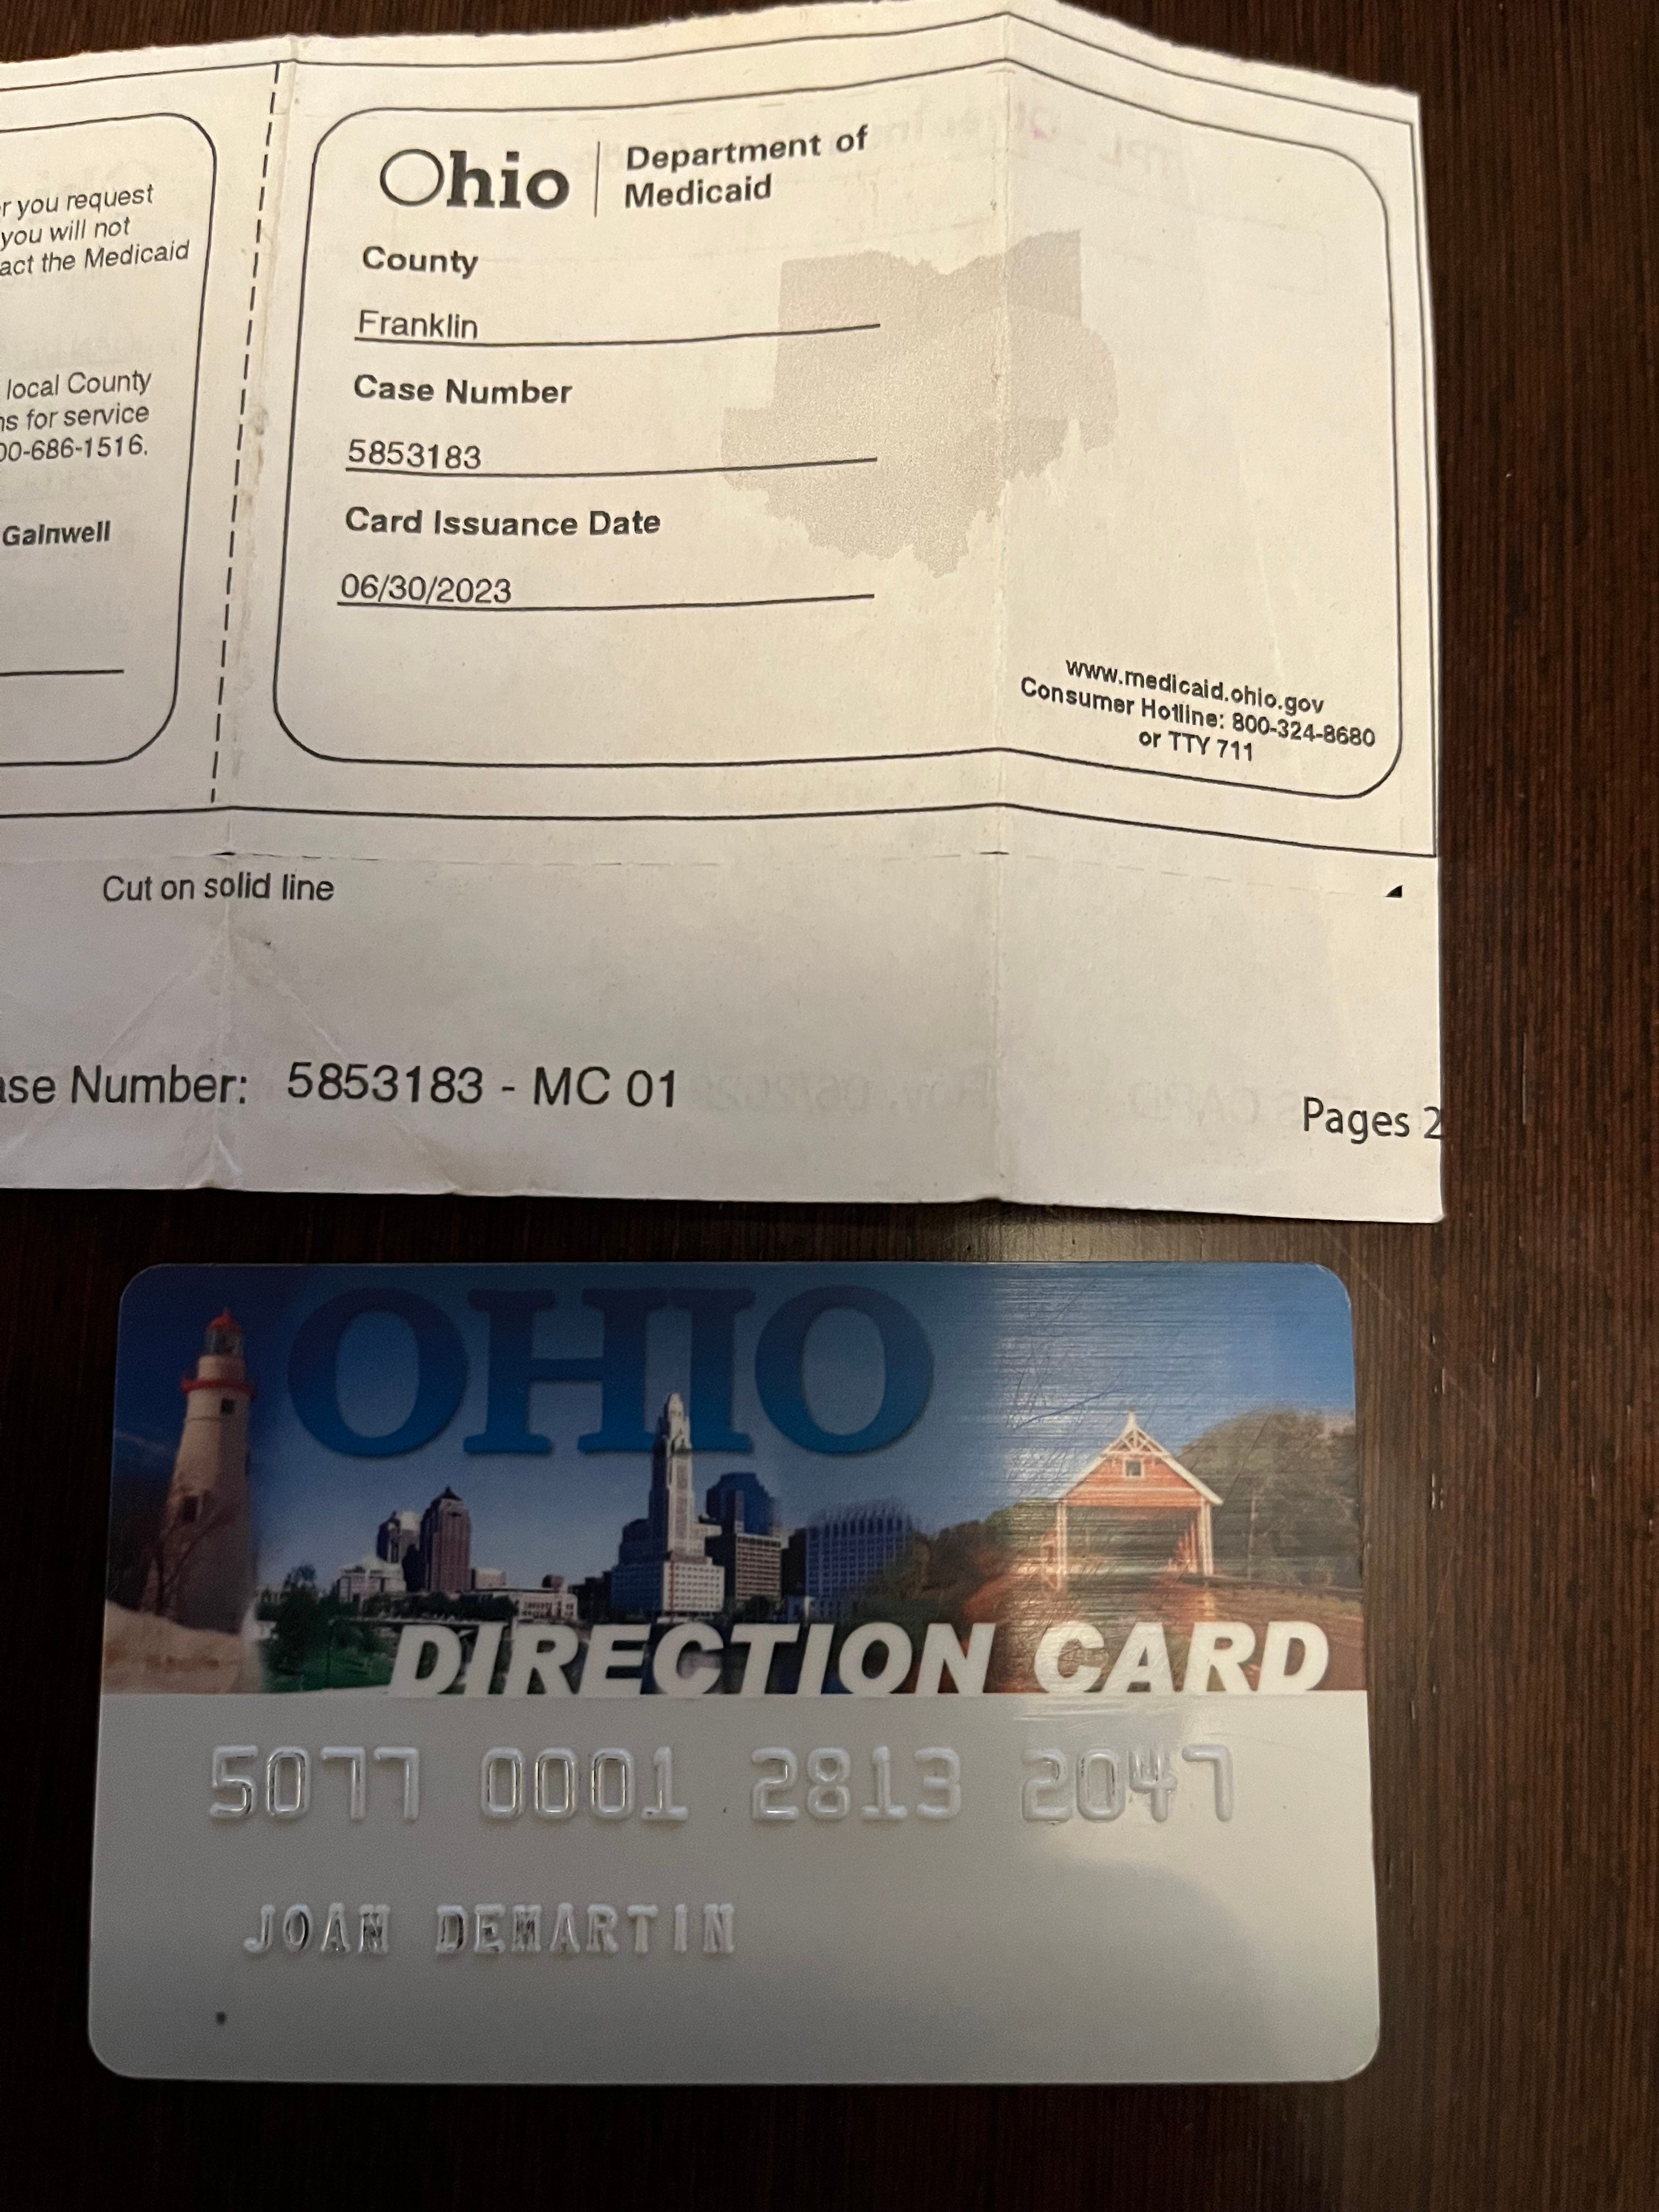 r you request
you will not
act the Medicaid
local County
ns for service
00-686-1516.
Gainwell
Ohio
Department of
Medicaid
County
Franklin
Case Number
5853183
Card Issuance Date
06/30/2023
www.medicaid.ohio.gov
Consumer Hotline: 800-324-8680
or TTY 711
Cut on solid line
ase Number: 5853183 - MC 01
Pages 2
OHIO
DIRECTION CARD
5077 0001 2813 2047
JOAN DEMARTIN